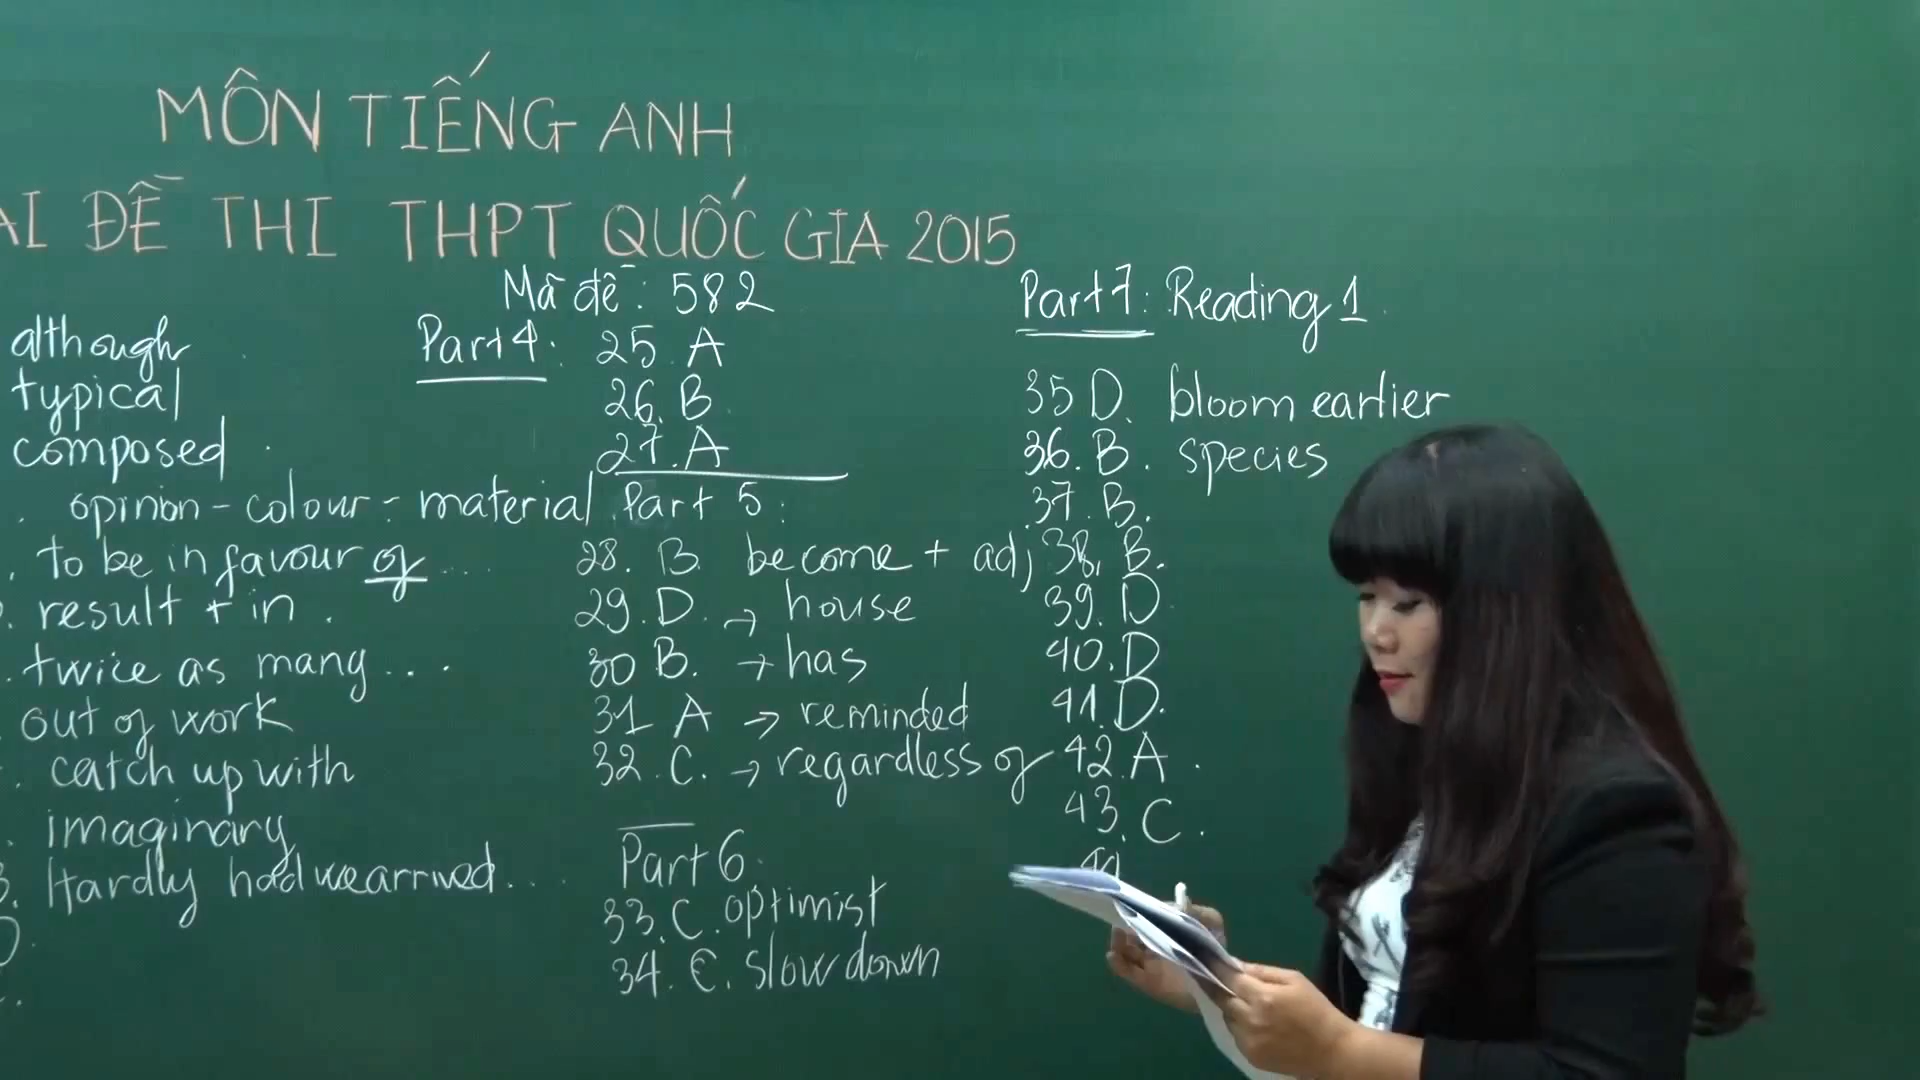 MÔN TIẾNG ANH
AI ĐỀ THI THPT QUỐC GIA 2015
Mã đề: 582
although
typical
composed
opinion - colour - material
to be in favour of ...
result + in .
twice as many ...
out of work
catch up with
imaginary
Hardly had we arrived ...
Part 4:
25. A
26. B
27. A
Part 5:
28. B. become + adj
29. D. → house
30 B. → has
31 A → reminded
32. C. → regardless of
Part 6
33. C. optimist
34. C. slow down
Part 7: Reading 1
35 D. bloom earlier
36. B. species
37. B.
38. B.
39. D
40. D
41. D.
42. A.
43. C.